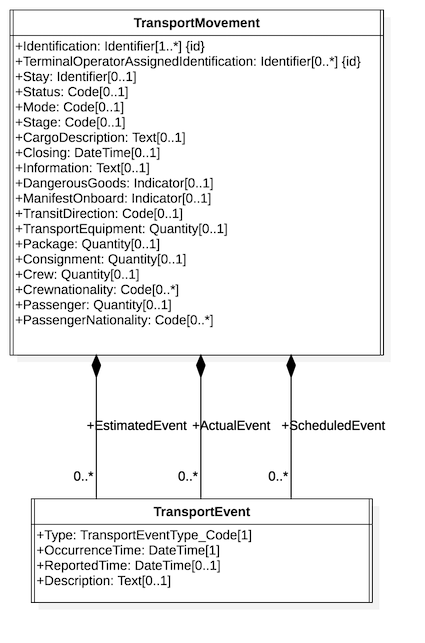 TransportMovement
+Identification: Identifier[1..*] {id}
+TerminalOperatorAssignedIdentification: Identifier[0..*] {id}
+Stay: Identifier[0..1]
+Status: Code[0..1]
+Mode: Code[0..1]
+Stage: Code[0..1]
+CargoDescription: Text[0..1]
+Closing: DateTime[0..1]
+Information: Text[0..1]
+DangerousGoods: Indicator[0..1]
+ManifestOnboard: Indicator[0..1]
+TransitDirection: Code[0..1]
+TransportEquipment: Quantity[0..1]
+Package: Quantity[0..1]
+Consignment: Quantity[0..1]
+Crew: Quantity[0..1]
+Crewnationality: Code[0..*]
+Passenger: Quantity[0..1]
+PassengerNationality: Code[0..*]
+EstimatedEvent +ActualEvent +ScheduledEvent
0..* 0..* 0..*
TransportEvent
+Type: TransportEventType_Code[1]
+OccurrenceTime: DateTime[1]
+ReportedTime: DateTime[0..1]
+Description: Text[0..1]